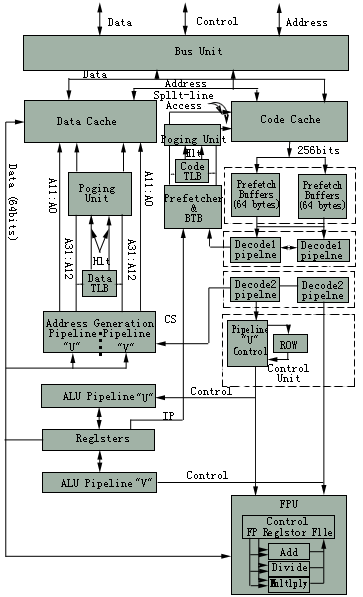 Data
Control
Address
Bus Unit
Data
Address
Spllt-line
Access
Data Cache
Poging Unit
Code Cache
Hlt
Code
TLB
256bits
Prefetch
Buffers
(64 bytes)
Prefetch
Buffers
(64 bytes)
Data (64bits)
A11:A0
Poging
Unit
A11:A0
Prefetcher
&
BTB
A31:A12
Hlt
A31:A12
Data
TLB
Decode1
pipelne
Decode1
pipelne
Decode2
pipelne
Decode2
pipelne
Address Generation
Pipeline
"U"
Pipeline
"V"
CS
Pipeline
"U"
Control
ROW
Control
Unit
ALU Pipeline"U"
Control
IP
Reglsters
ALU Pipeline"V"
Control
FPU
Control
FP Reglstor Flle
Add
Divide
Multlply